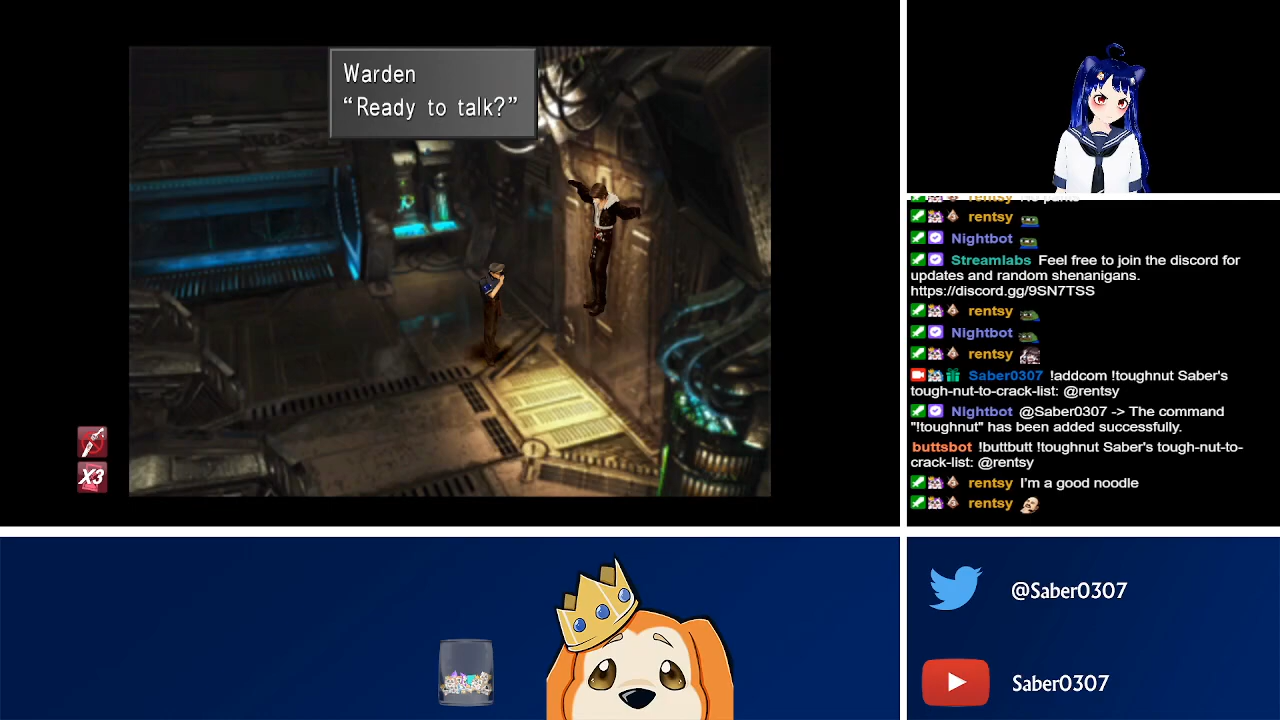 Warden
“Ready to talk?”
X3
rentsy
Nightbot
Streamlabs Feel free to join the discord for
updates and random shenanigans.
https://discord.gg/9SN7TSS
rentsy
Nightbot
rentsy
Saber0307 !addcom !toughnut Saber's
tough-nut-to-crack-list: @rentsy
Nightbot @Saber0307 -> The command
"!toughnut" has been added successfully.
buttsbot !buttbutt !toughnut Saber's tough-nut-to-
crack-list: @rentsy
rentsy I'm a good noodle
rentsy
@Saber0307
Saber0307